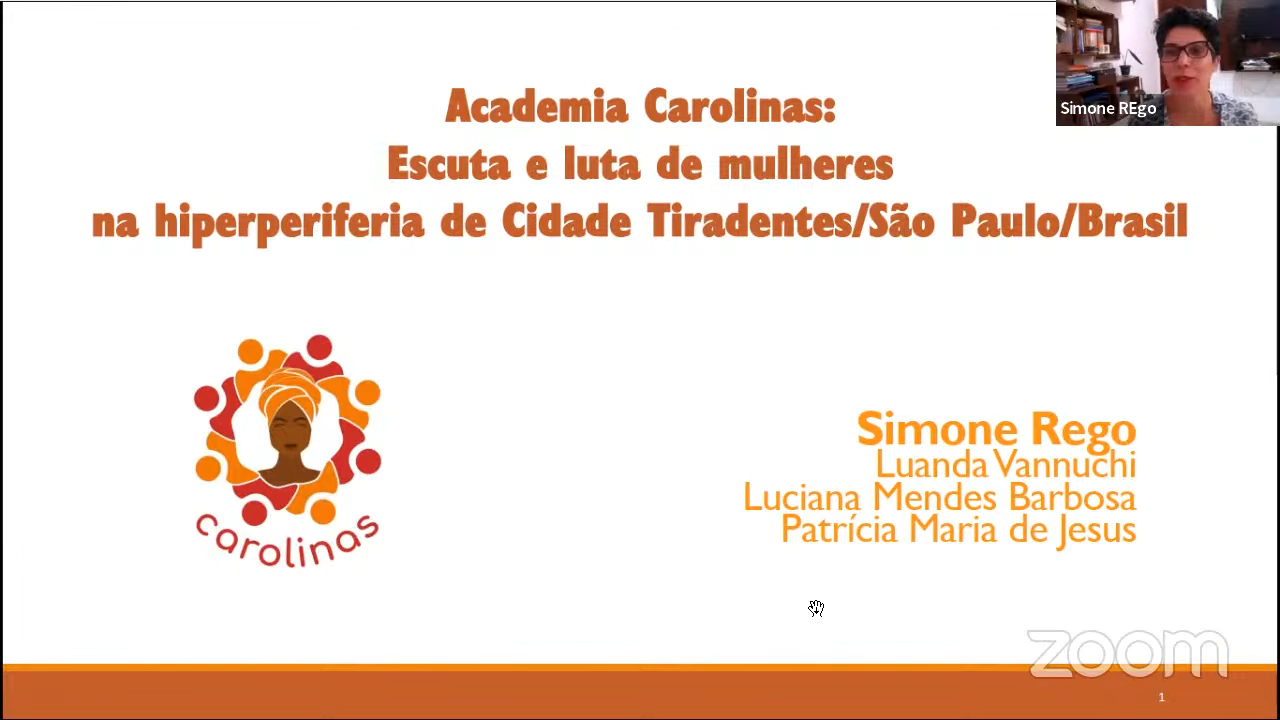 Simone REgo
Academia Carolinas:
Escuta e luta de mulheres
na hiperperiferia de Cidade Tiradentes/São Paulo/Brasil
carolinas
Simone Rego
Luanda Vannuchi
Luciana Mendes Barbosa
Patrícia Maria de Jesus
zoom
1